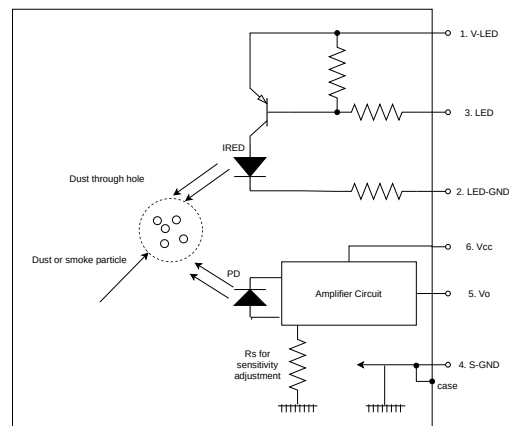 1. V-LED
3. LED
IRED
Dust through hole
2. LED-GND
6. Vcc
Dust or smoke particle
PD
Amplifier Circuit
5. Vo
Rs for
sensitivity
adjustment
4. S-GND
case